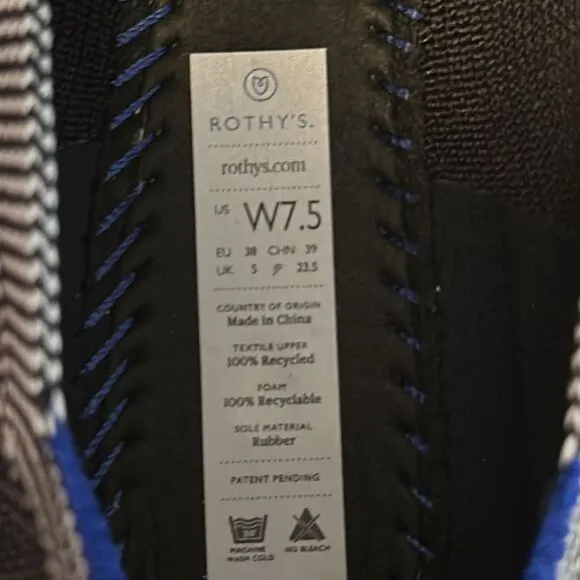 ROTHY'S.
rothys.com
US W7.5
EU 38 CHN 39
UK 5 JP 23.5
COUNTRY OF ORIGIN
Made in China
TEXTILE UPPER
100% Recycled
FOAM
100% Recyclable
SOLE MATERIAL
Rubber
PATENT PENDING
30°
MACHINE NO BLEACH
WASH COLD